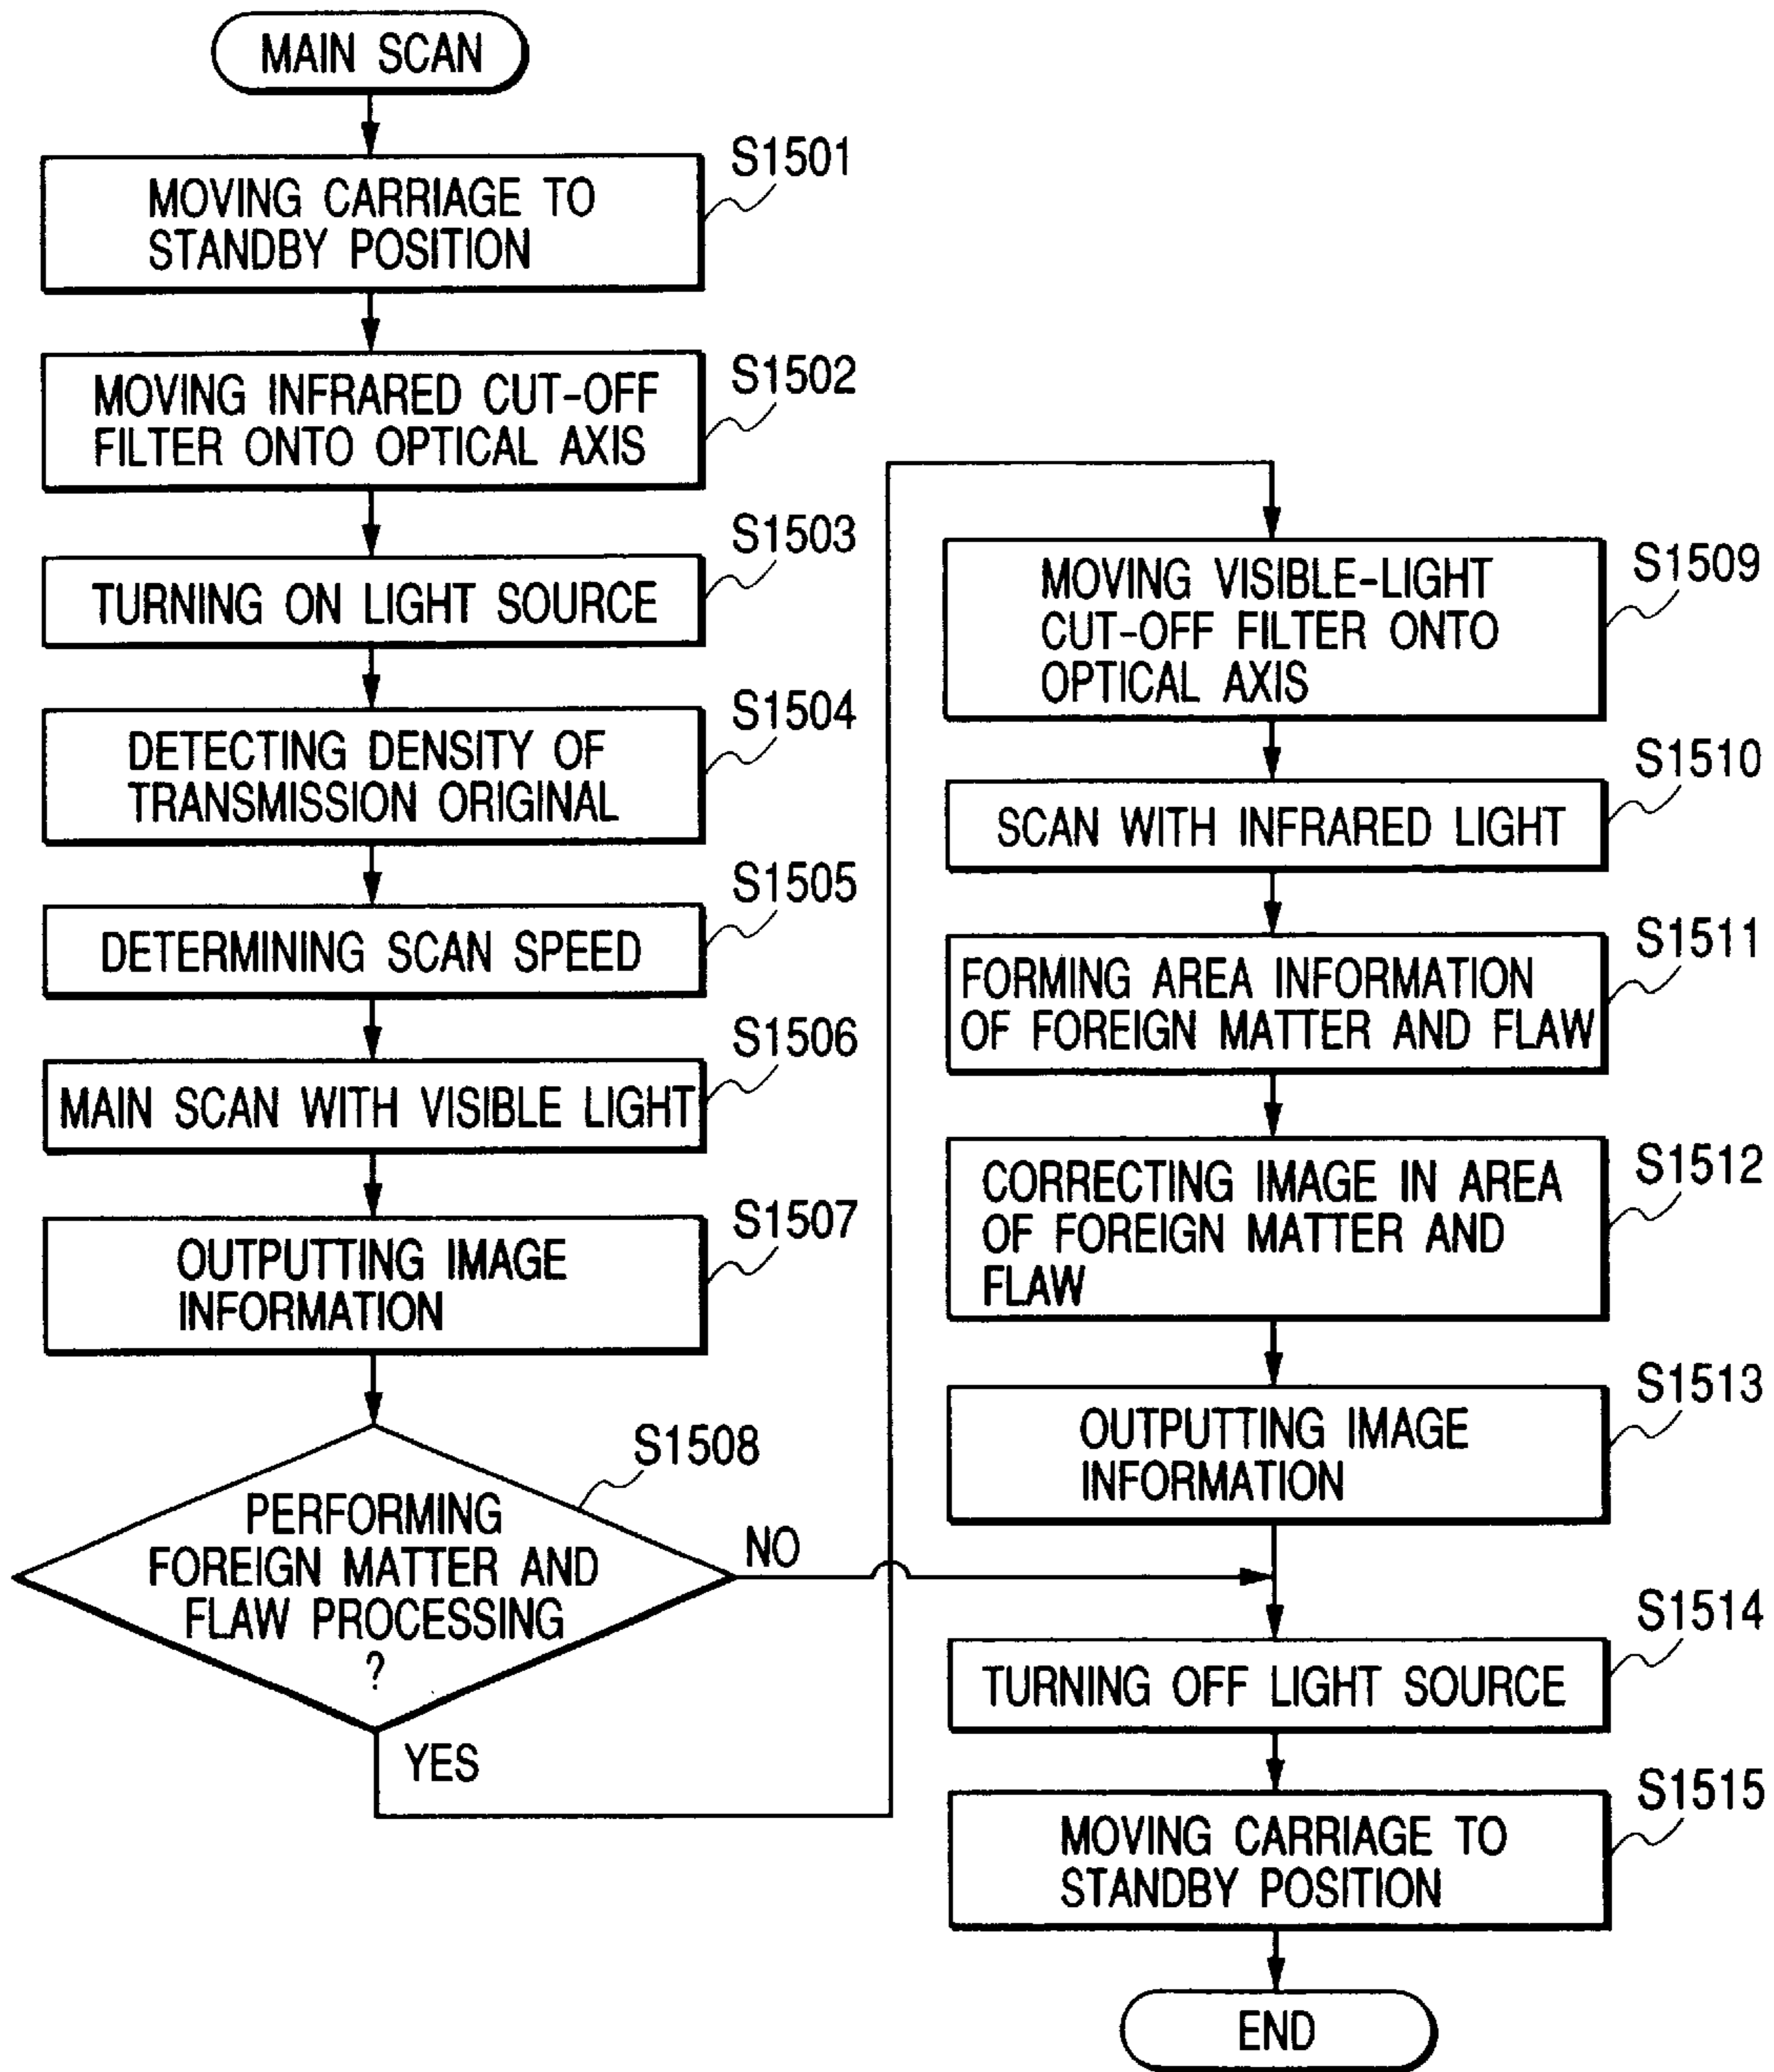 MAIN SCAN
S1501
MOVING CARRIAGE TO
STANDBY POSITION
S1502
MOVING INFRARED CUT-OFF
FILTER ONTO OPTICAL AXIS
S1503
TURNING ON LIGHT SOURCE
S1504
DETECTING DENSITY OF
TRANSMISSION ORIGINAL
S1505
DETERMINING SCAN SPEED
S1506
MAIN SCAN WITH VISIBLE LIGHT
S1507
OUTPUTTING IMAGE
INFORMATION
S1508
PERFORMING
FOREIGN MATTER AND
FLAW PROCESSING
?
NO
YES
S1509
MOVING VISIBLE-LIGHT
CUT-OFF FILTER ONTO
OPTICAL AXIS
S1510
SCAN WITH INFRARED LIGHT
S1511
FORMING AREA INFORMATION
OF FOREIGN MATTER AND FLAW
S1512
CORRECTING IMAGE IN AREA
OF FOREIGN MATTER AND
FLAW
S1513
OUTPUTTING IMAGE
INFORMATION
S1514
TURNING OFF LIGHT SOURCE
S1515
MOVING CARRIAGE TO
STANDBY POSITION
END